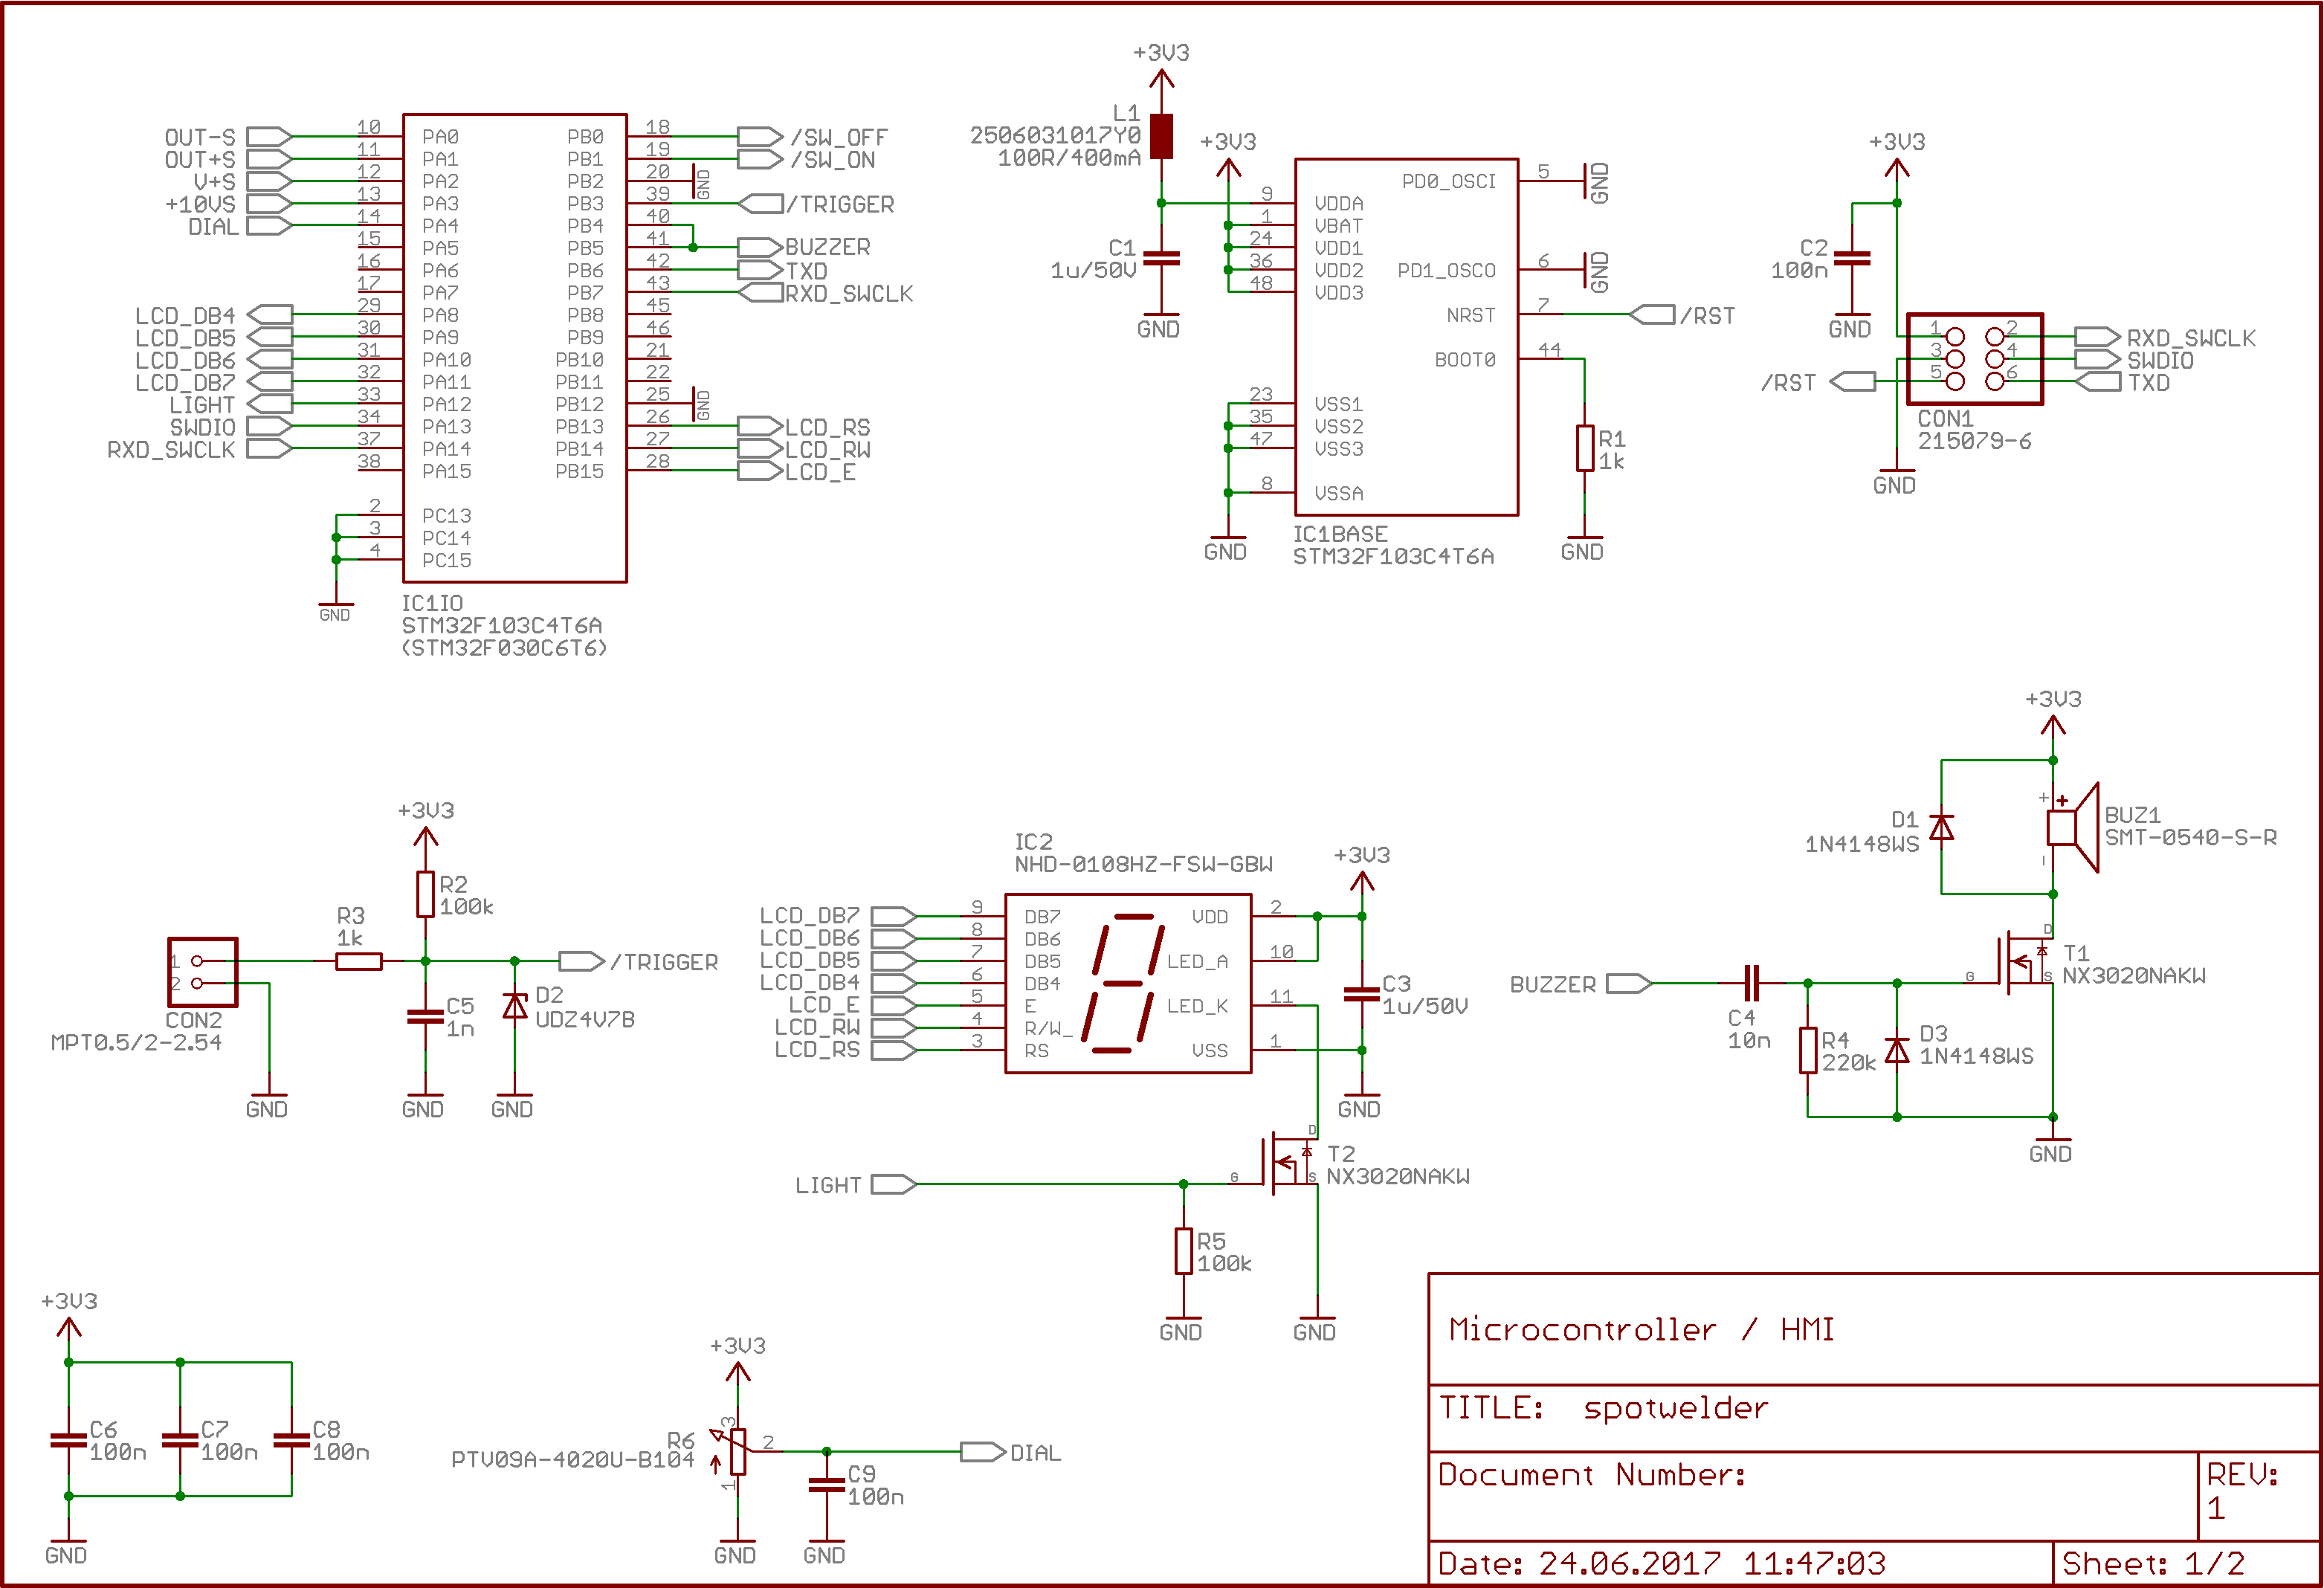 OUT-S
OUT+S
V+S
+10VS
DIAL
LCD_DB4
LCD_DB5
LCD_DB6
LCD_DB7
LIGHT
SWDIO
RXD_SWCLK
10 PA0
11 PA1
12 PA2
13 PA3
14 PA4
15 PA5
16 PA6
17 PA7
29 PA8
30 PA9
31 PA10
32 PA11
33 PA12
34 PA13
37 PA14
38 PA15
2 PC13
3 PC14
4 PC15
GND
PB0 18 /SW_OFF
PB1 19 /SW_ON
PB2 20 GND
PB3 39 /TRIGGER
PB4 40
PB5 41 BUZZER
PB6 42 TXD
PB7 43 RXD_SWCLK
PB8 45
PB9 46
PB10 21
PB11 22
PB12 25 GND
PB13 26 LCD_RS
PB14 27 LCD_RW
PB15 28 LCD_E
IC1IO
STM32F103C4T6A
(STM32F030C6T6)
+3V3
L1
2506031017Y0
100R/400mA
+3V3
C1
1u/50V
GND
9 VDDA
1 VBAT
24 VDD1
36 VDD2
48 VDD3
23 VSS1
35 VSS2
47 VSS3
8 VSSA
GND
PD0_OSCI 5 GND
PD1_OSCO 6 GND
NRST 7 /RST
BOOT0 44
R1
1k
GND
IC1BASE
STM32F103C4T6A
+3V3
C2
100n
GND
1 2 RXD_SWCLK
3 4 SWDIO
/RST 5 6 TXD
CON1
215079-6
GND
+3V3
R2
100k
R3
1k
1
2
CON2
MPT0.5/2-2.54
GND
C5
1n
GND
D2
UDZ4V7B
GND
/TRIGGER
IC2
NHD-0108HZ-FSW-GBW
+3V3
LCD_DB7 9 DB7
LCD_DB6 8 DB6
LCD_DB5 7 DB5
LCD_DB4 6 DB4
LCD_E 5 E
LCD_RW 4 R/W_
LCD_RS 3 RS
VDD 2
LED_A 10
LED_K 11
VSS 1
C3
1u/50V
GND
LIGHT
G
D
S
T2
NX3020NAKW
R5
100k
GND
GND
+3V3
D1
1N4148WS
+
+
-
BUZ1
SMT-0540-S-R
BUZZER
C4
10n
R4
220k
D3
1N4148WS
G
D
S
T1
NX3020NAKW
GND
+3V3
C6
100n
C7
100n
C8
100n
GND
+3V3
R6
PTV09A-4020U-B104
3
2
1
GND
C9
100n
GND
DIAL
Microcontroller / HMI
TITLE: spotwelder
Document Number:
REV:
1
Date: 24.06.2017 11:47:03
Sheet: 1/2